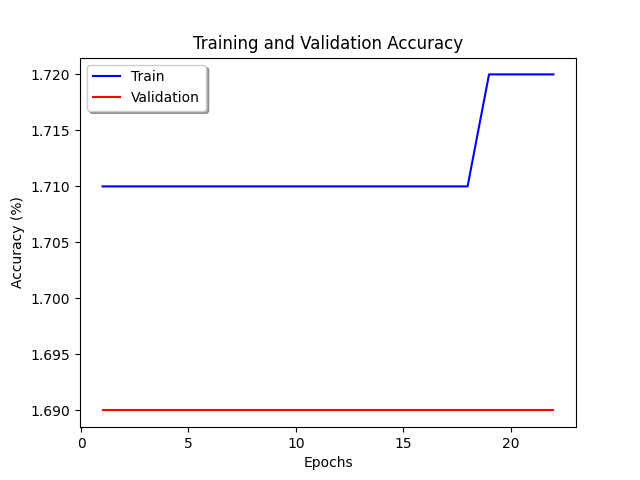 Training and Validation Accuracy
Train
Validation
1.720
1.715
1.710
1.705
1.700
1.695
1.690
Accuracy (%)
0 5 10 15 20
Epochs